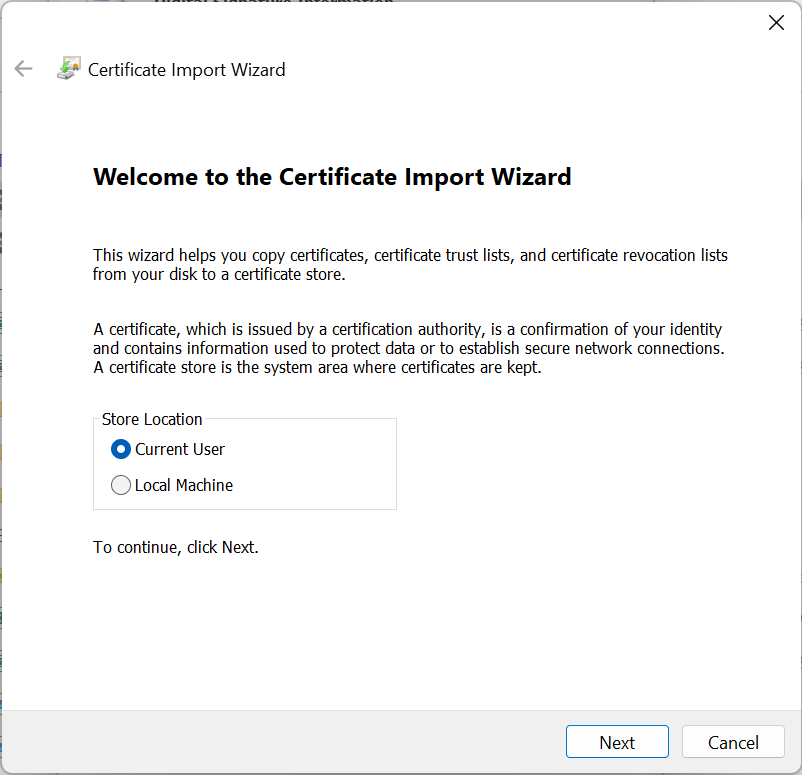 Certificate Import Wizard
Welcome to the Certificate Import Wizard
This wizard helps you copy certificates, certificate trust lists, and certificate revocation lists
from your disk to a certificate store.
A certificate, which is issued by a certification authority, is a confirmation of your identity
and contains information used to protect data or to establish secure network connections.
A certificate store is the system area where certificates are kept.
Store Location
Current User
Local Machine
To continue, click Next.
Next
Cancel